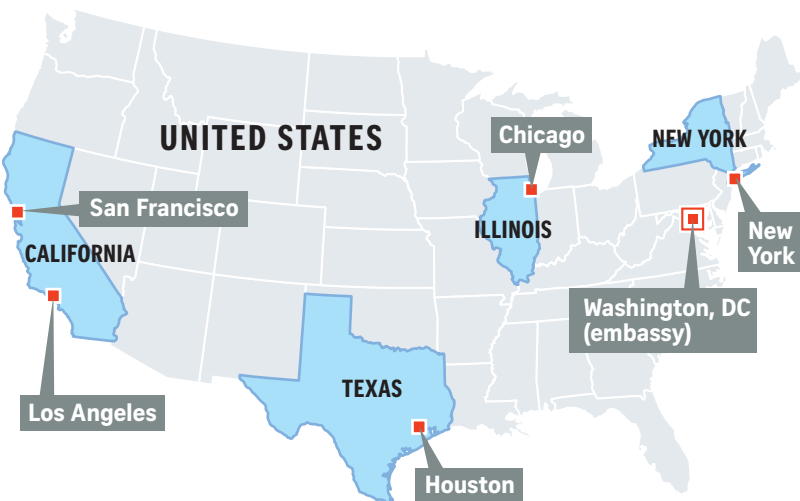 UNITED STATES
Chicago
NEW YORK
San Francisco
ILLINOIS
New
York
CALIFORNIA
Washington, DC
(embassy)
TEXAS
Los Angeles
Houston